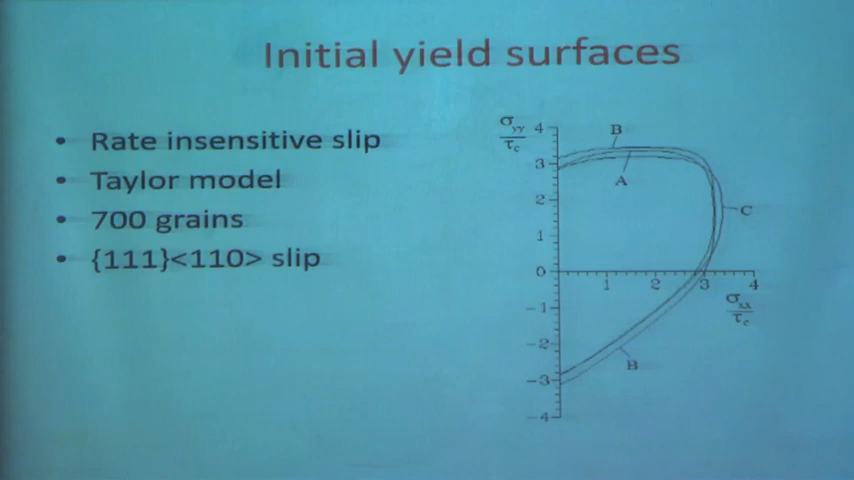 Initial yield surfaces
• Rate insensitive slip
• Taylor model
• 700 grains
• {111}<110> slip
σyy
τc
4
3
2
1
0
-1
-2
-3
-4
B
A
C
B
1 2 3 4
σxx
τc